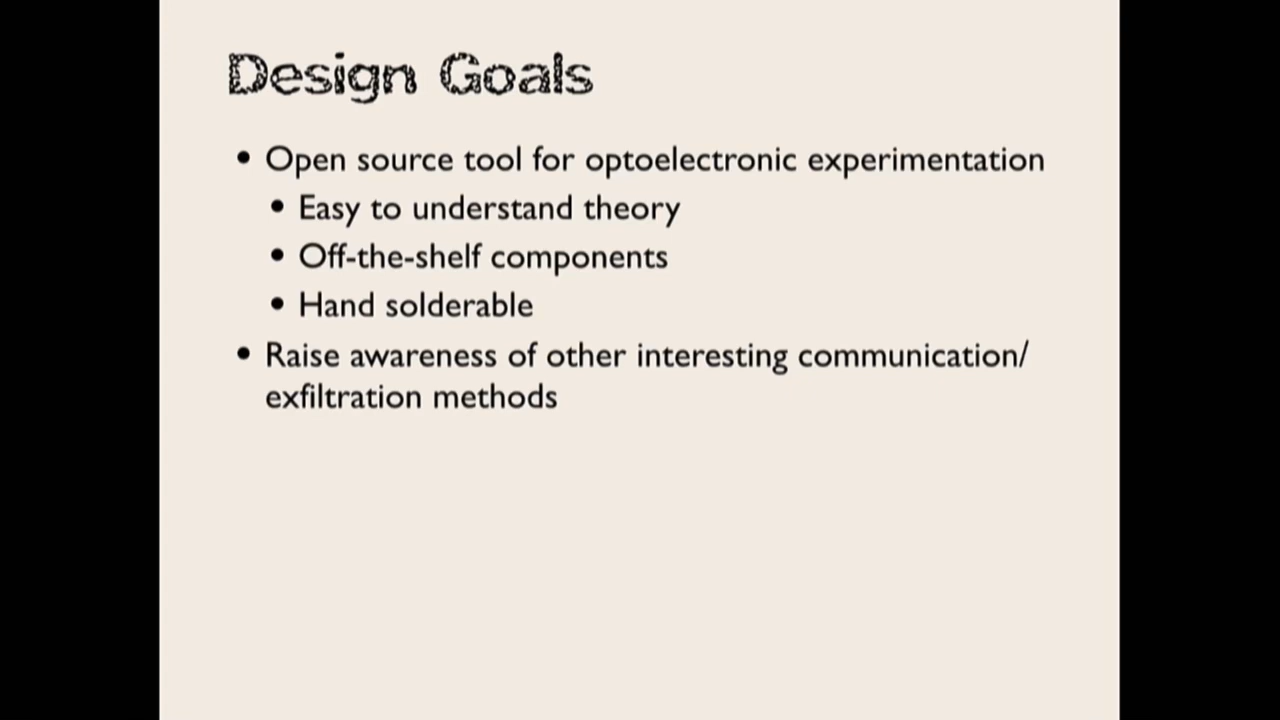 Design Goals
• Open source tool for optoelectronic experimentation
• Easy to understand theory
• Off-the-shelf components
• Hand solderable
• Raise awareness of other interesting communication/
exfiltration methods